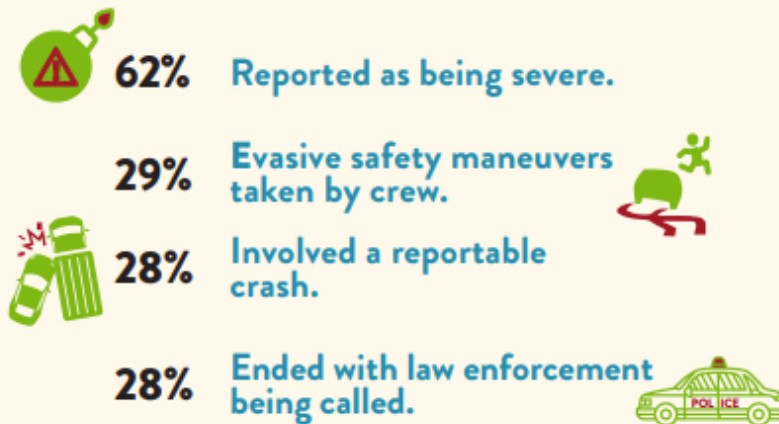 62% Reported as being severe.
29% Evasive safety maneuvers
taken by crew.
28% Involved a reportable
crash.
28% Ended with law enforcement
being called.
POLICE